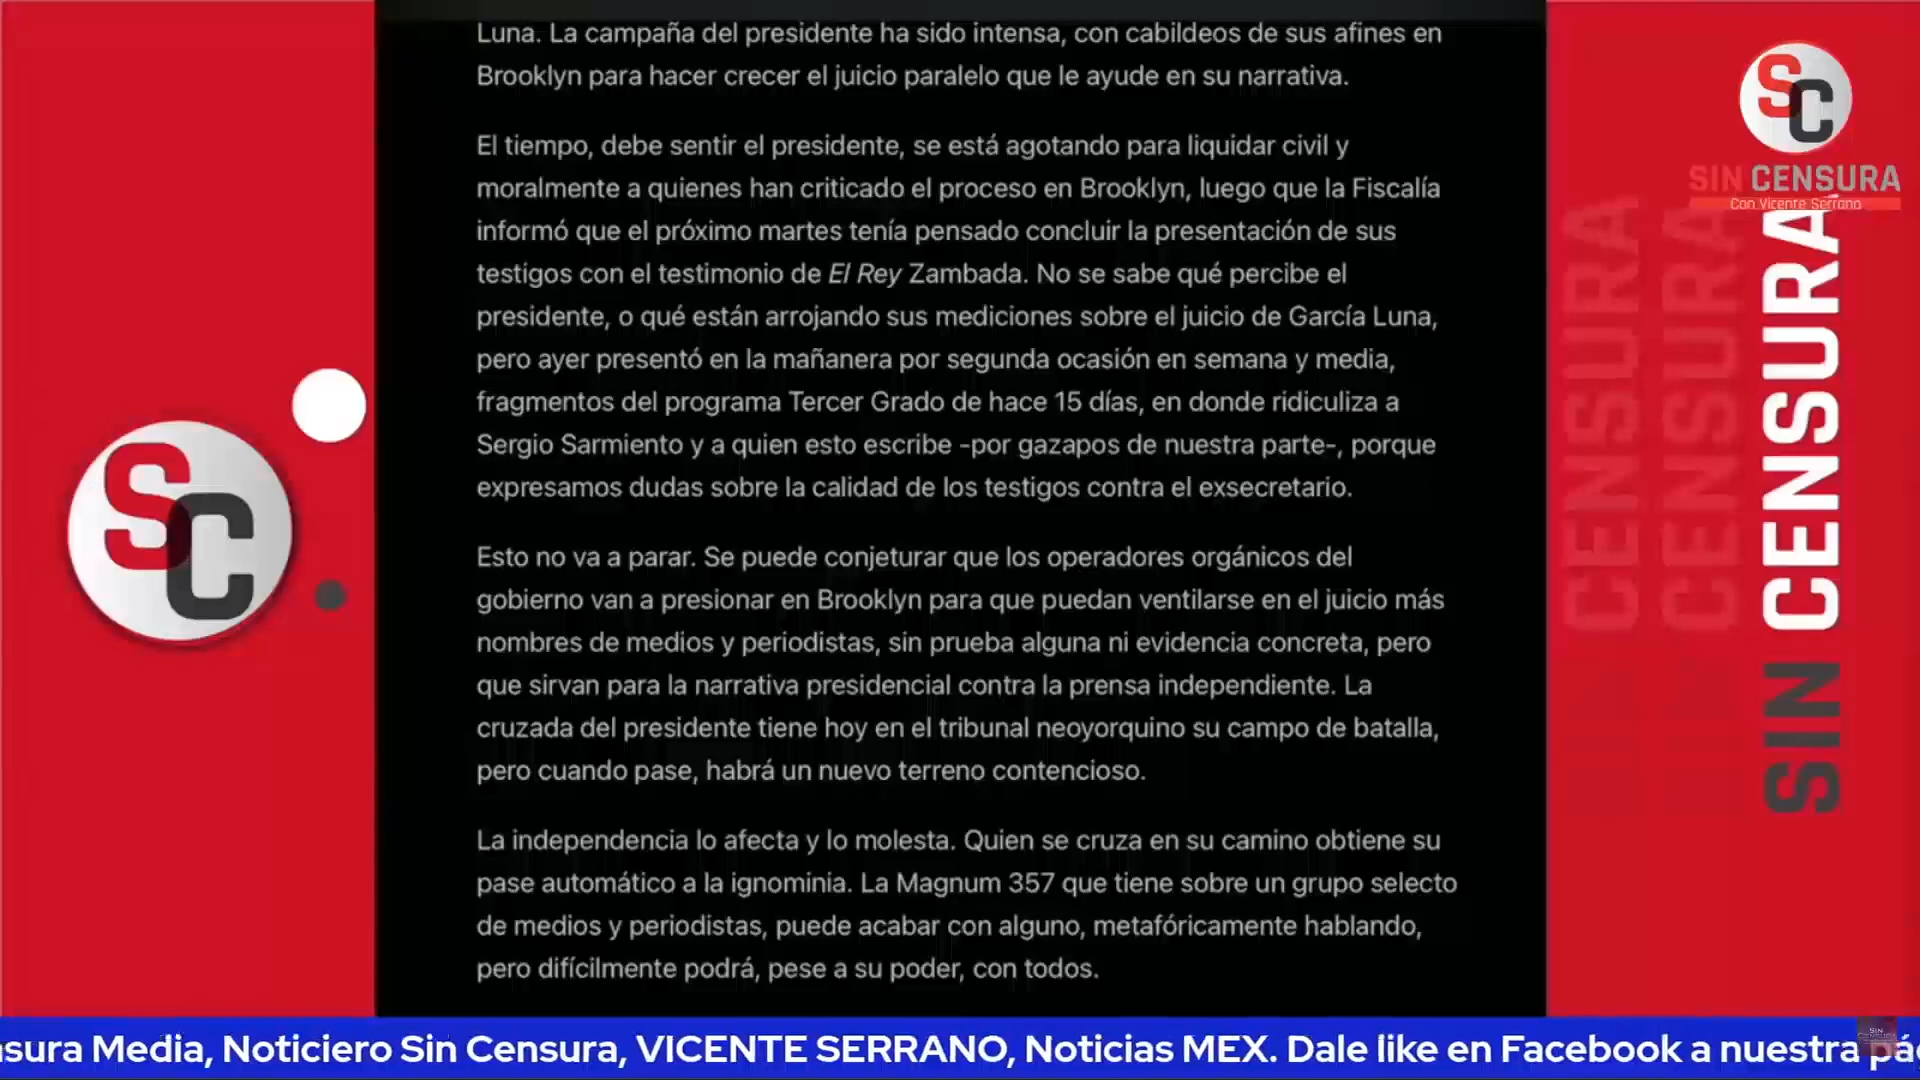 Luna. La campaña del presidente ha sido intensa, con cabildeos de sus afines en
Brooklyn para hacer crecer el juicio paralelo que le ayude en su narrativa.
El tiempo, debe sentir el presidente, se está agotando para liquidar civil y
moralmente a quienes han criticado el proceso en Brooklyn, luego que la Fiscalía
informó que el próximo martes tenía pensado concluir la presentación de sus
testigos con el testimonio de El Rey Zambada. No se sabe qué percibe el
presidente, o qué están arrojando sus mediciones sobre el juicio de García Luna,
pero ayer presentó en la mañanera por segunda ocasión en semana y media,
fragmentos del programa Tercer Grado de hace 15 días, en donde ridiculiza a
Sergio Sarmiento y a quien esto escribe -por gazapos de nuestra parte-, porque
expresamos dudas sobre la calidad de los testigos contra el exsecretario.
Esto no va a parar. Se puede conjeturar que los operadores orgánicos del
gobierno van a presionar en Brooklyn para que puedan ventilarse en el juicio más
nombres de medios y periodistas, sin prueba alguna ni evidencia concreta, pero
que sirvan para la narrativa presidencial contra la prensa independiente. La
cruzada del presidente tiene hoy en el tribunal neoyorquino su campo de batalla,
pero cuando pase, habrá un nuevo terreno contencioso.
La independencia lo afecta y lo molesta. Quien se cruza en su camino obtiene su
pase automático a la ignominia. La Magnum 357 que tiene sobre un grupo selecto
de medios y periodistas, puede acabar con alguno, metafóricamente hablando,
pero difícilmente podrá, pese a su poder, con todos.
SC
SC
SIN CENSURA
Con Vicente Serrano
CENSURA
CENSURA
SIN CENSURA
nsura Media, Noticiero Sin Censura, VICENTE SERRANO, Noticias MEX. Dale like en Facebook a nuestra